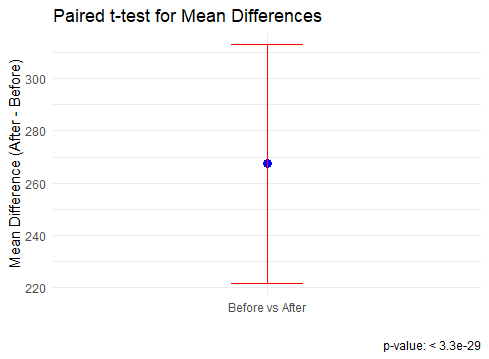 Paired t-test for Mean Differences
Mean Difference (After - Before)
300
280
260
240
220
Before vs After
p-value: < 3.3e-29